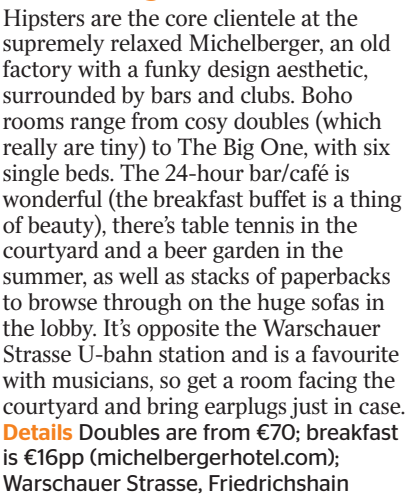 Hipsters are the core clientele at the
supremely relaxed Michelberger, an old
factory with a funky design aesthetic,
surrounded by bars and clubs. Boho
rooms range from cosy doubles (which
really are tiny) to The Big One, with six
single beds. The 24-hour bar/café is
wonderful (the breakfast buffet is a thing
of beauty), there’s table tennis in the
courtyard and a beer garden in the
summer, as well as stacks of paperbacks
to browse through on the huge sofas in
the lobby. It’s opposite the Warschauer
Strasse U-bahn station and is a favourite
with musicians, so get a room facing the
courtyard and bring earplugs just in case.
Details Doubles are from €70; breakfast
is €16pp (michelbergerhotel.com);
Warschauer Strasse, Friedrichshain